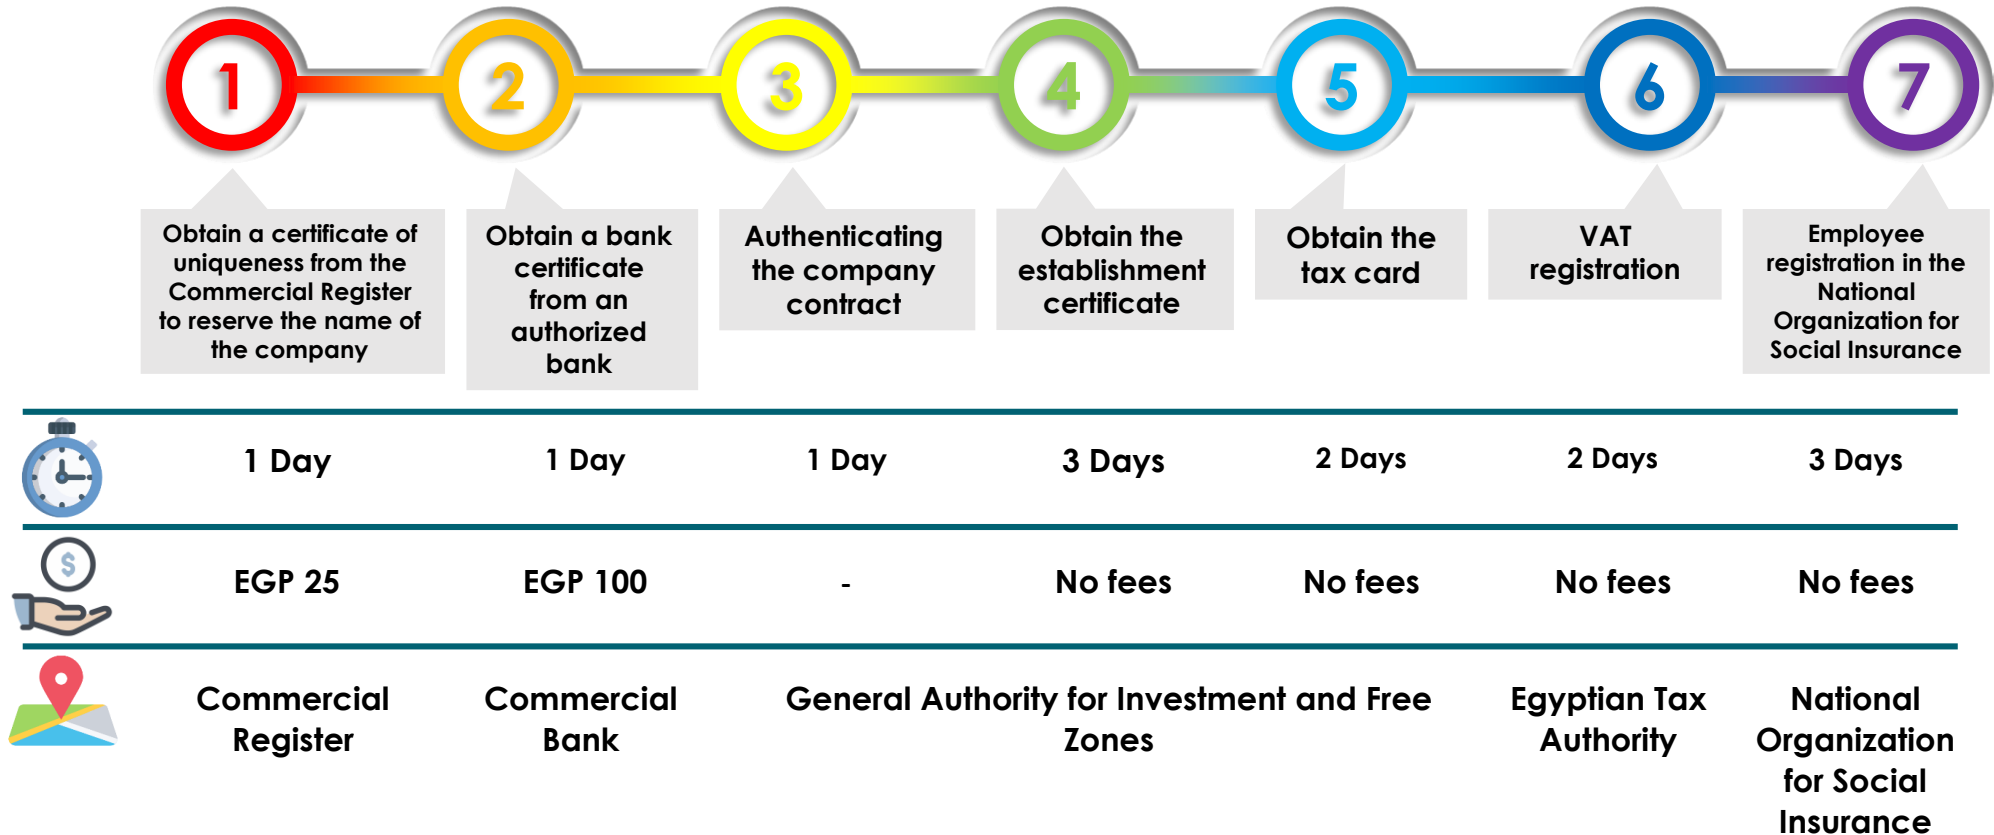 1
2
3
4
5
6
7
Obtain a certificate of
uniqueness from the
Commercial Register
to reserve the name of
the company
Obtain a bank
certificate
from an
authorized
bank
Authenticating
the company
contract
Obtain the
establishment
certificate
Obtain the
tax card
VAT
registration
Employee
registration in the
National
Organization for
Social Insurance
1 Day
1 Day
1 Day
3 Days
2 Days
2 Days
3 Days
$
EGP 25
EGP 100
-
No fees
No fees
No fees
No fees
Commercial
Register
Commercial
Bank
General Authority for Investment and Free
Zones
Egyptian Tax
Authority
National
Organization
for Social
Insurance